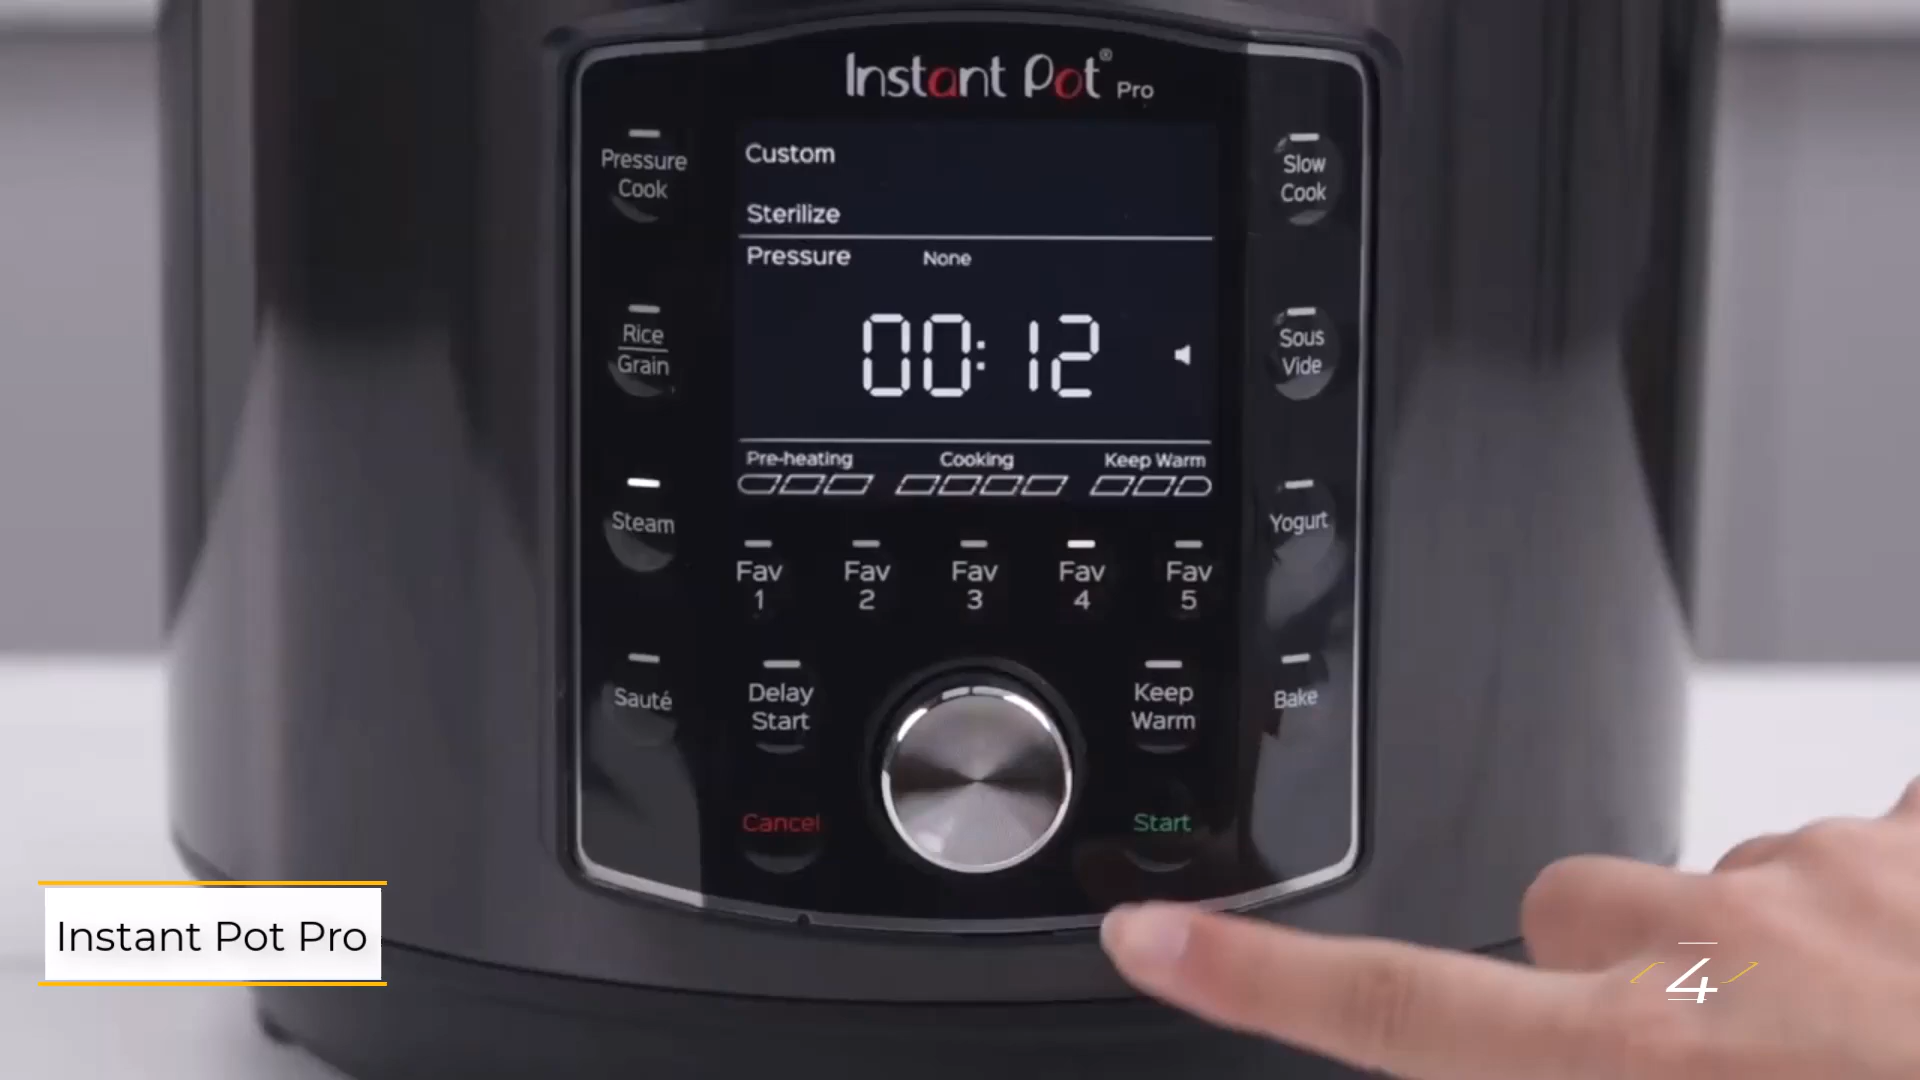 Instant Pot® Pro
Pressure
Cook
Custom
Slow
Cook
Sterilize
Pressure None
Rice
Grain
00:12
Sous
Vide
Pre-heating Cooking Keep Warm
Steam
Yogurt
Fav
1
Fav
2
Fav
3
Fav
4
Fav
5
Sauté
Delay
Start
Keep
Warm
Bake
Cancel
Start
Instant Pot Pro
4